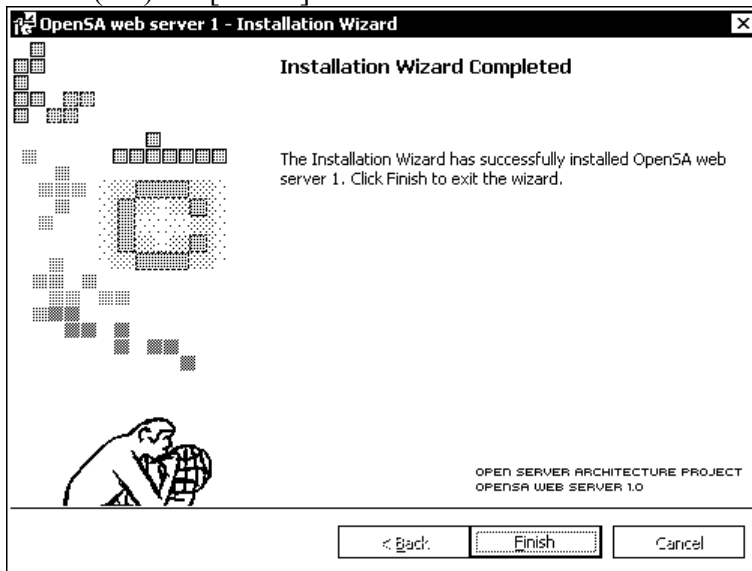 OpenSA web server 1 - Installation Wizard
Installation Wizard Completed
The Installation Wizard has successfully installed OpenSA web
server 1. Click Finish to exit the wizard.
OPEN SERVER ARCHITECTURE PROJECT
OPENSA WEB SERVER 1.0
< Back
Finish
Cancel